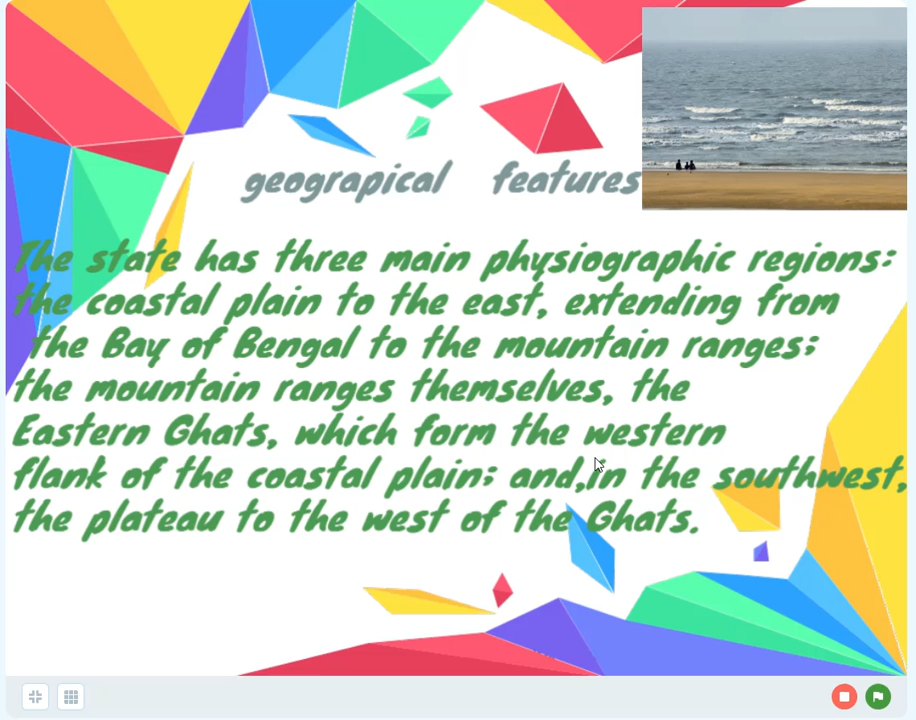 geograpical features
The state has three main physiographic regions:
the coastal plain to the east, extending from
the Bay of Bengal to the mountain ranges;
the mountain ranges themselves, the
Eastern Ghats, which form the western
flank of the coastal plain; and,in the southwest,
the plateau to the west of the Ghats.